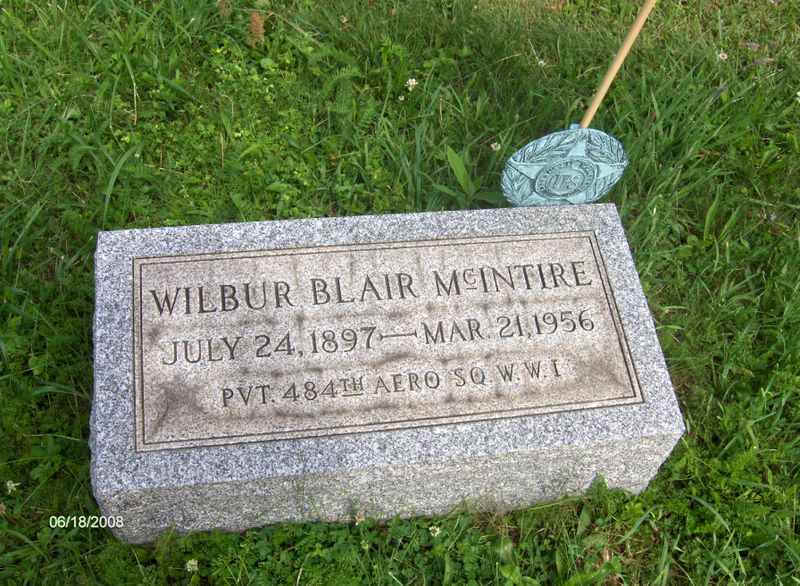 WILBUR BLAIR McINTIRE
JULY 24, 1897—MAR. 21, 1956
PVT. 484TH AERO SQ. W.W.I
06/18/2008